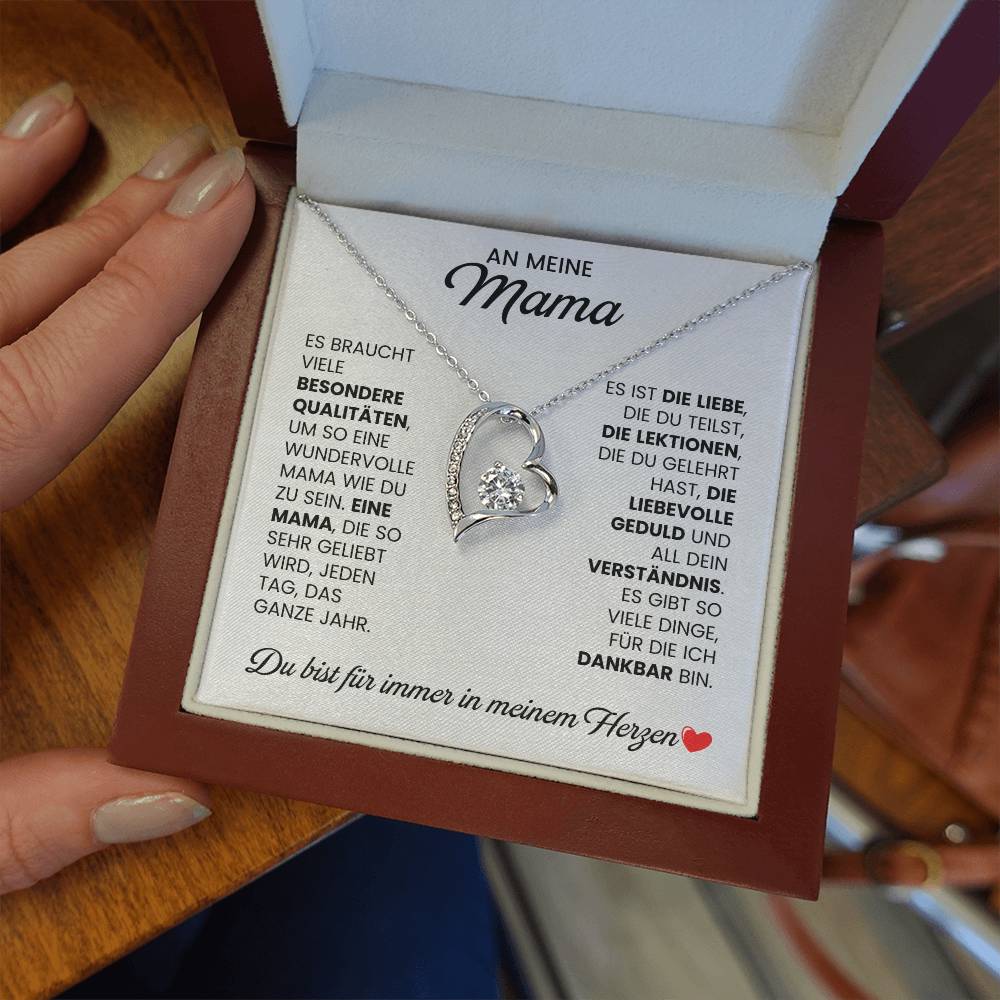 AN MEINE
Mama
ES BRAUCHT
VIELE
BESONDERE
QUALITÄTEN,
UM SO EINE
WUNDERVOLLE
MAMA WIE DU
ZU SEIN. EINE
MAMA, DIE SO
SEHR GELIEBT
WIRD, JEDEN
TAG, DAS
GANZE JAHR.
ES IST DIE LIEBE,
DIE DU TEILST,
DIE LEKTIONEN,
DIE DU GELEHRT
HAST, DIE
LIEBEVOLLE
GEDULD UND
ALL DEIN
VERSTÄNDNIS.
ES GIBT SO
VIELE DINGE,
FÜR DIE ICH
DANKBAR BIN.
Du bist für immer in meinem Herzen